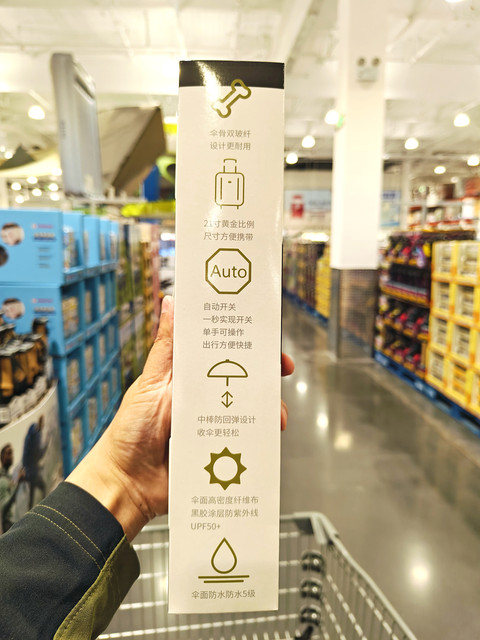 伞骨双玻纤
设计更耐用
21寸黄金比例
尺寸方便携带
Auto
自动开关
一秒实现开关
单手可操作
出行方便快捷
中棒防回弹设计
收伞更轻松
伞面高密度纤维布
黑胶涂层防紫外线
UPF50+
伞面防水防水5级